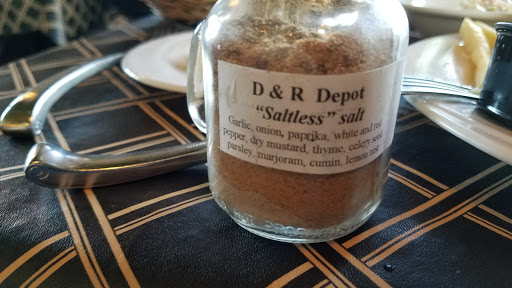 D & R Depot
"Saltless" salt
Garlic, onion, paprika, white and red
pepper, dry mustard, thyme, celery seed
parsley, marjoram, cumin, lemon zest